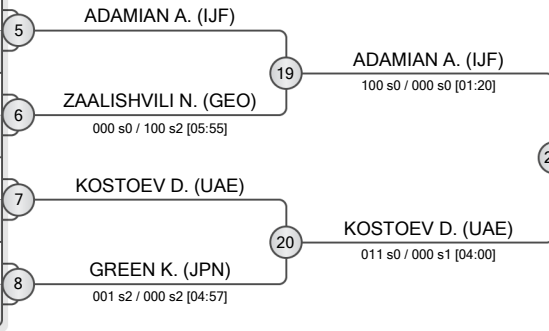 ADAMIAN A. (IJF)
5
19
ADAMIAN A. (IJF)
100 s0 / 000 s0 [01:20]
ZAALISHVILI N. (GEO)
6
000 s0 / 100 s2 [05:55]
KOSTOEV D. (UAE)
7
20
KOSTOEV D. (UAE)
011 s0 / 000 s1 [04:00]
GREEN K. (JPN)
8
001 s2 / 000 s2 [04:57]